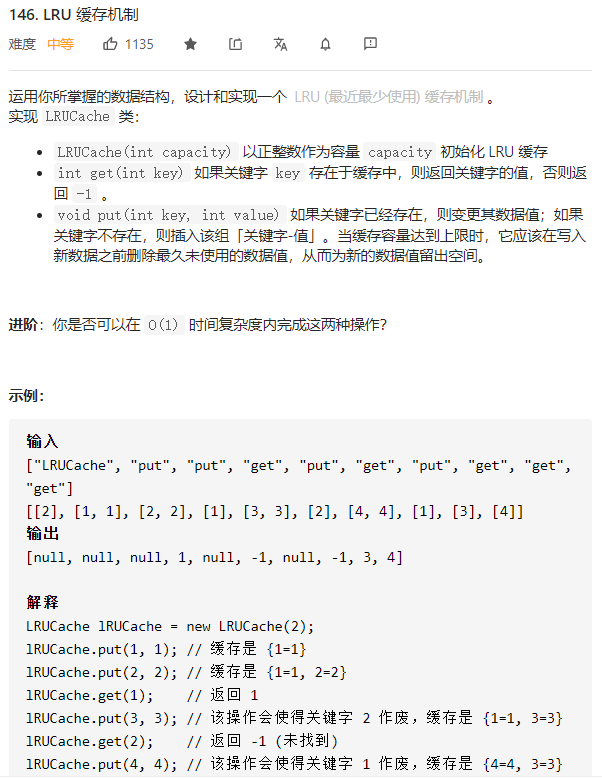 146. LRU 缓存机制
难度 中等 1135
运用你所掌握的数据结构，设计和实现一个 LRU (最近最少使用) 缓存机制 。
实现 LRUCache 类：
LRUCache(int capacity) 以正整数作为容量 capacity 初始化 LRU 缓存
int get(int key) 如果关键字 key 存在于缓存中，则返回关键字的值，否则返
回 -1 。
void put(int key, int value) 如果关键字已经存在，则变更其数据值；如果
关键字不存在，则插入该组「关键字-值」。当缓存容量达到上限时，它应该在写入
新数据之前删除最久未使用的数据值，从而为新的数据值留出空间。
进阶：你是否可以在 O(1) 时间复杂度内完成这两种操作？
示例：
输入
["LRUCache", "put", "put", "get", "put", "get", "put", "get", "get",
"get"]
[[2], [1, 1], [2, 2], [1], [3, 3], [2], [4, 4], [1], [3], [4]]
输出
[null, null, null, 1, null, -1, null, -1, 3, 4]
解释
LRUCache lRUCache = new LRUCache(2);
lRUCache.put(1, 1); // 缓存是 {1=1}
lRUCache.put(2, 2); // 缓存是 {1=1, 2=2}
lRUCache.get(1);    // 返回 1
lRUCache.put(3, 3); // 该操作会使得关键字 2 作废，缓存是 {1=1, 3=3}
lRUCache.get(2);    // 返回 -1 (未找到)
lRUCache.put(4, 4); // 该操作会使得关键字 1 作废，缓存是 {4=4, 3=3}